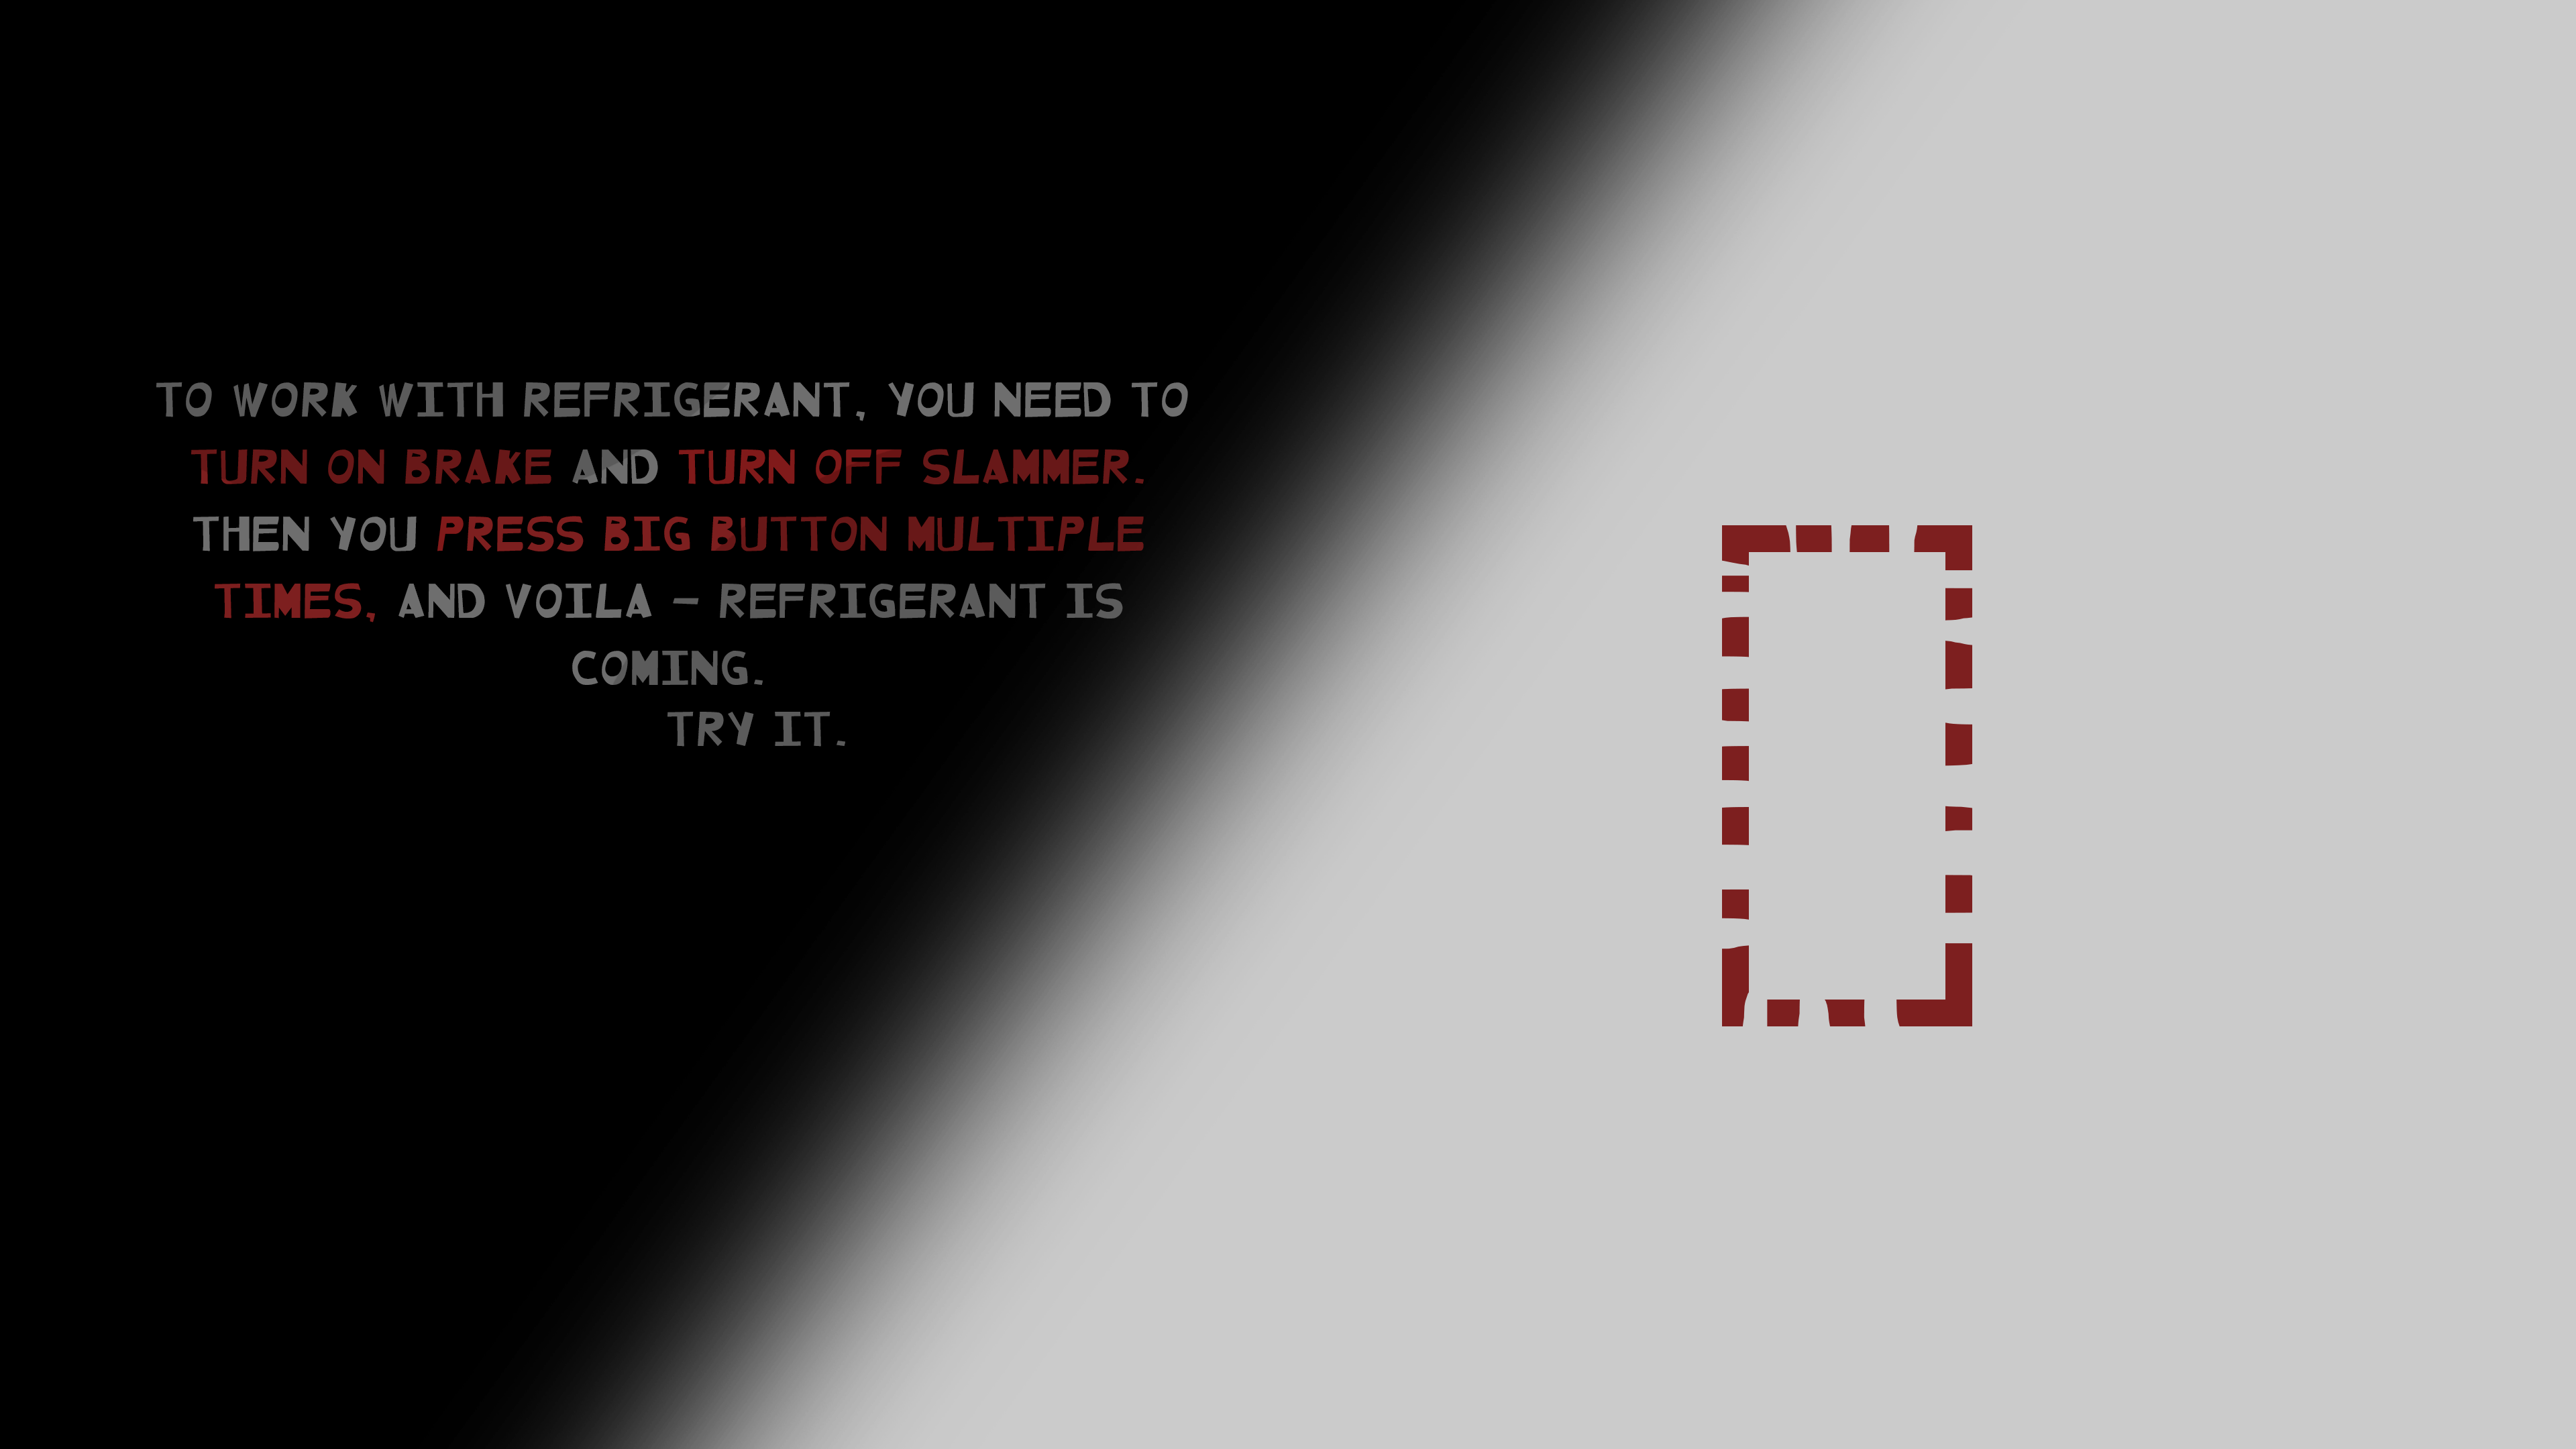 TO WORK WITH REFRIGERANT, YOU NEED TO
TURN ON BRAKE AND TURN OFF SLAMMER.
THEN YOU PRESS BIG BUTTON MULTIPLE
TIMES, AND VOILA - REFRIGERANT IS
COMING.
TRY IT.